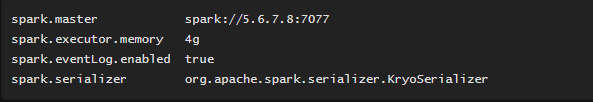 spark.master            spark://5.6.7.8:7077
spark.executor.memory   4g
spark.eventLog.enabled  true
spark.serializer        org.apache.spark.serializer.KryoSerializer